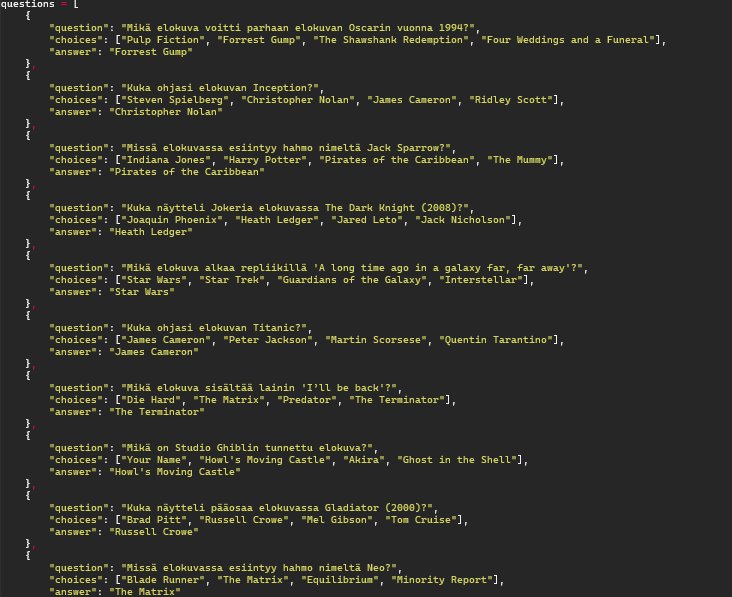 questions = [
{
"question": "Mikä elokuva voitti parhaan elokuvan Oscarin vuonna 1994?",
"choices": ["Pulp Fiction", "Forrest Gump", "The Shawshank Redemption", "Four Weddings and a Funeral"],
"answer": "Forrest Gump"
},
{
"question": "Kuka ohjasi elokuvan Inception?",
"choices": ["Steven Spielberg", "Christopher Nolan", "James Cameron", "Ridley Scott"],
"answer": "Christopher Nolan"
},
{
"question": "Missä elokuvassa esiintyy hahmo nimeltä Jack Sparrow?",
"choices": ["Indiana Jones", "Harry Potter", "Pirates of the Caribbean", "The Mummy"],
"answer": "Pirates of the Caribbean"
},
{
"question": "Kuka näytteli Jokeria elokuvassa The Dark Knight (2008)?",
"choices": ["Joaquin Phoenix", "Heath Ledger", "Jared Leto", "Jack Nicholson"],
"answer": "Heath Ledger"
},
{
"question": "Mikä elokuva alkaa repliikillä 'A long time ago in a galaxy far, far away'?",
"choices": ["Star Wars", "Star Trek", "Guardians of the Galaxy", "Interstellar"],
"answer": "Star Wars"
},
{
"question": "Kuka ohjasi elokuvan Titanic?",
"choices": ["James Cameron", "Peter Jackson", "Martin Scorsese", "Quentin Tarantino"],
"answer": "James Cameron"
},
{
"question": "Mikä elokuva sisältää lainin 'I’ll be back'?",
"choices": ["Die Hard", "The Matrix", "Predator", "The Terminator"],
"answer": "The Terminator"
},
{
"question": "Mikä on Studio Ghiblin tunnettu elokuva?",
"choices": ["Your Name", "Howl's Moving Castle", "Akira", "Ghost in the Shell"],
"answer": "Howl's Moving Castle"
},
{
"question": "Kuka näytteli pääosaa elokuvassa Gladiator (2000)?",
"choices": ["Brad Pitt", "Russell Crowe", "Mel Gibson", "Tom Cruise"],
"answer": "Russell Crowe"
},
{
"question": "Missä elokuvassa esiintyy hahmo nimeltä Neo?",
"choices": ["Blade Runner", "The Matrix", "Equilibrium", "Minority Report"],
"answer": "The Matrix"